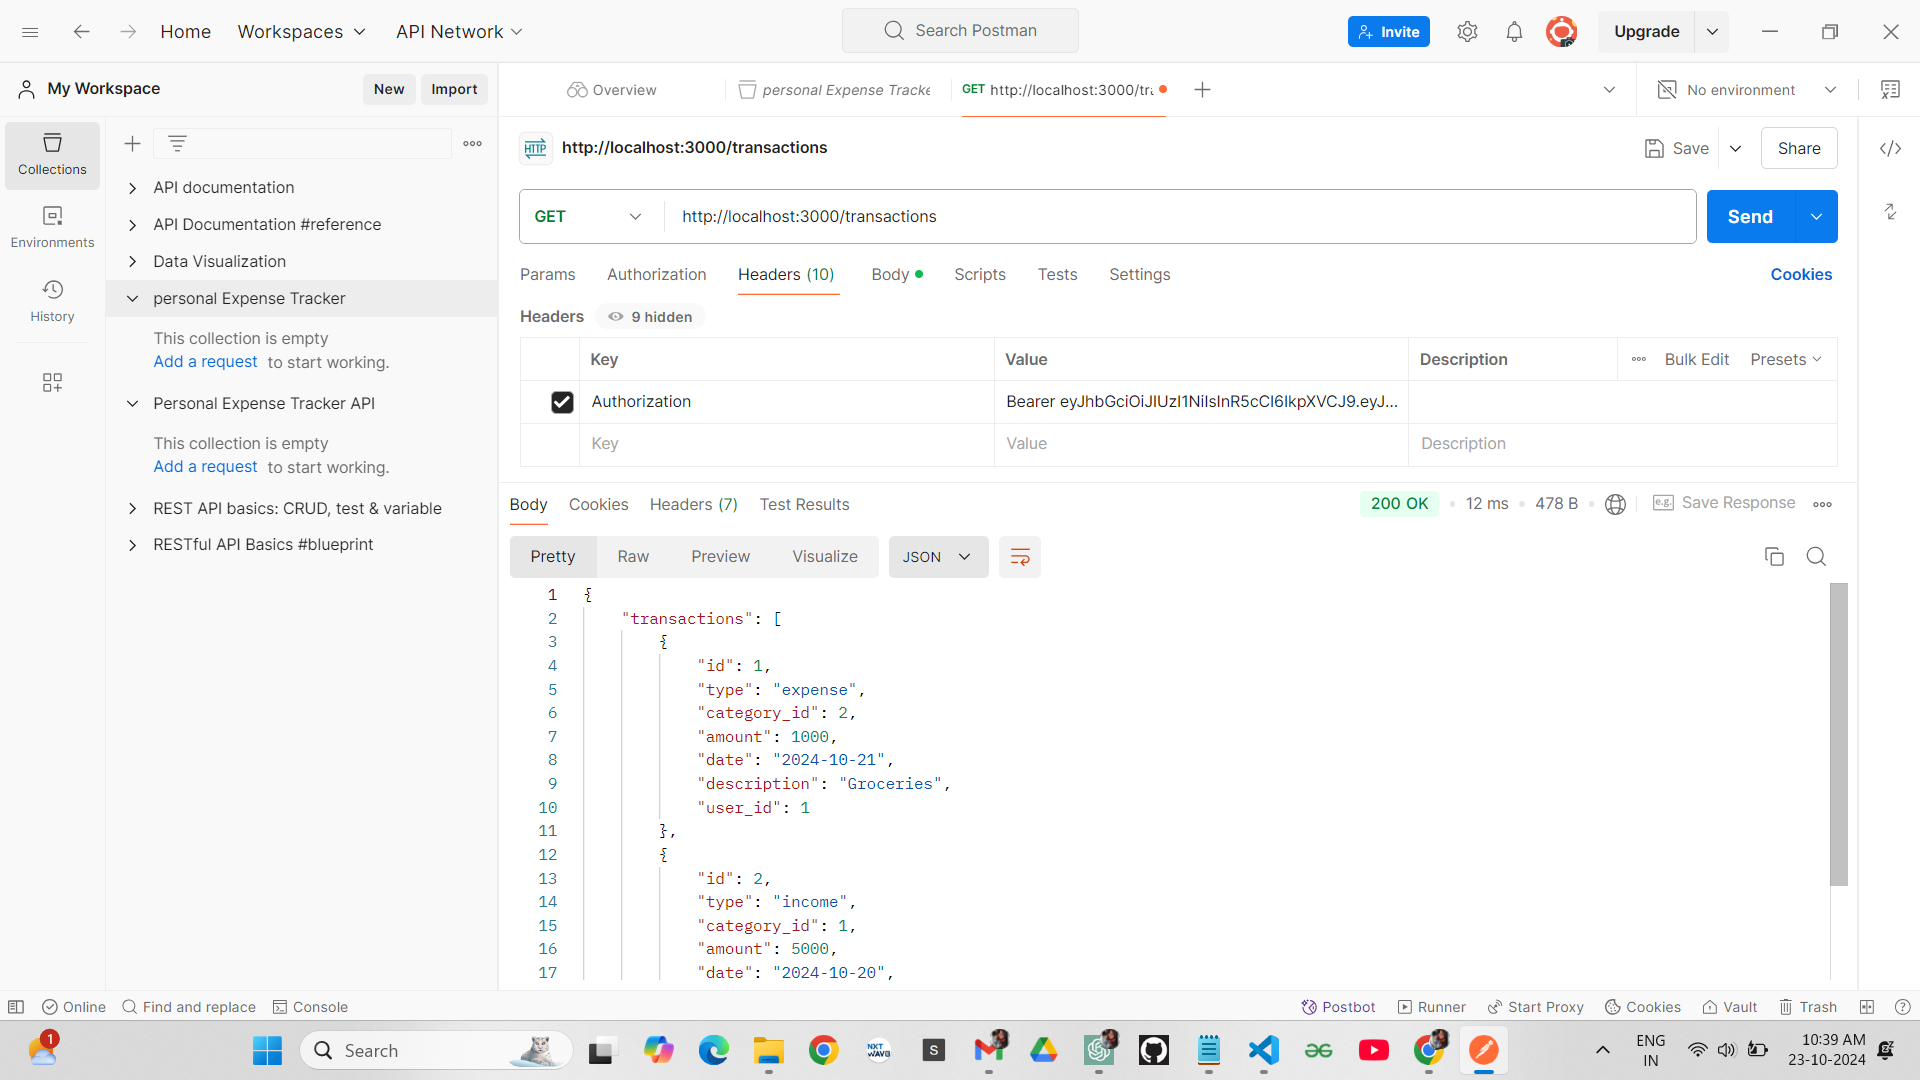 Home
Workspaces
API Network
Search Postman
Invite
Upgrade
My Workspace
New
Import
Overview
personal Expense Tracke
GET http://localhost:3000/tra
No environment
Collections
Environments
History
API documentation
API Documentation #reference
Data Visualization
personal Expense Tracker
This collection is empty
Add a request to start working.
Personal Expense Tracker API
This collection is empty
Add a request to start working.
REST API basics: CRUD, test & variable
RESTful API Basics #blueprint
HTTP http://localhost:3000/transactions
Save
Share
GET
http://localhost:3000/transactions
Send
Params
Authorization
Headers (10)
Body
Scripts
Tests
Settings
Cookies
Headers
9 hidden
Key
Value
Description
Bulk Edit
Presets
Authorization
Bearer eyJhbGciOiJIUzI1NiIsInR5cCI6IkpXVCJ9.eyJ...
Key
Value
Description
Body
Cookies
Headers (7)
Test Results
200 OK
12 ms
478 B
e.g. Save Response
Pretty
Raw
Preview
Visualize
JSON
1 {
2 "transactions": [
3 {
4 "id": 1,
5 "type": "expense",
6 "category_id": 2,
7 "amount": 1000,
8 "date": "2024-10-21",
9 "description": "Groceries",
10 "user_id": 1
11 },
12 {
13 "id": 2,
14 "type": "income",
15 "category_id": 1,
16 "amount": 5000,
17 "date": "2024-10-20",
Online
Find and replace
Console
Postbot
Runner
Start Proxy
Cookies
Vault
Trash
1
Search
NXT
WAVE
S
ENG
IN
10:39 AM
23-10-2024